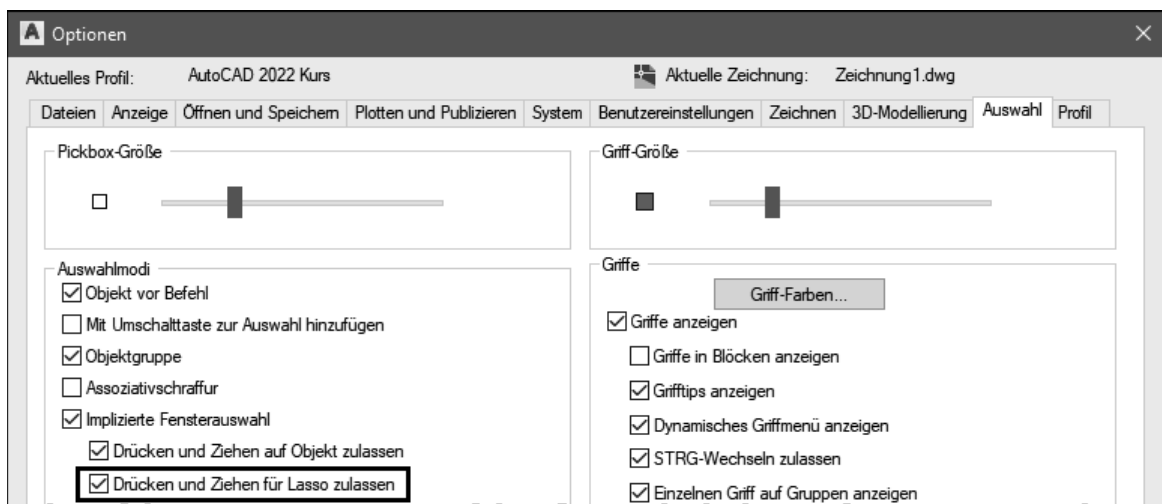 Optionen
Aktuelles Profil: AutoCAD 2022 Kurs Aktuelle Zeichnung: Zeichnung1.dwg
Dateien Anzeige Öffnen und Speichern Plotten und Publizieren System Benutzereinstellungen Zeichnen 3D-Modellierung Auswahl Profil
Pickbox-Größe
Griff-Größe
Auswahlmodi
Objekt vor Befehl
Mit Umschalttaste zur Auswahl hinzufügen
Objektgruppe
Assoziativschraffur
Implizierte Fensterauswahl
Drücken und Ziehen auf Objekt zulassen
Drücken und Ziehen für Lasso zulassen
Griffe
Griff-Farben...
Griffe anzeigen
Griffe in Blöcken anzeigen
Grifftips anzeigen
Dynamisches Griffmenü anzeigen
STRG-Wechseln zulassen
Einzelnen Griff auf Gruppen anzeigen